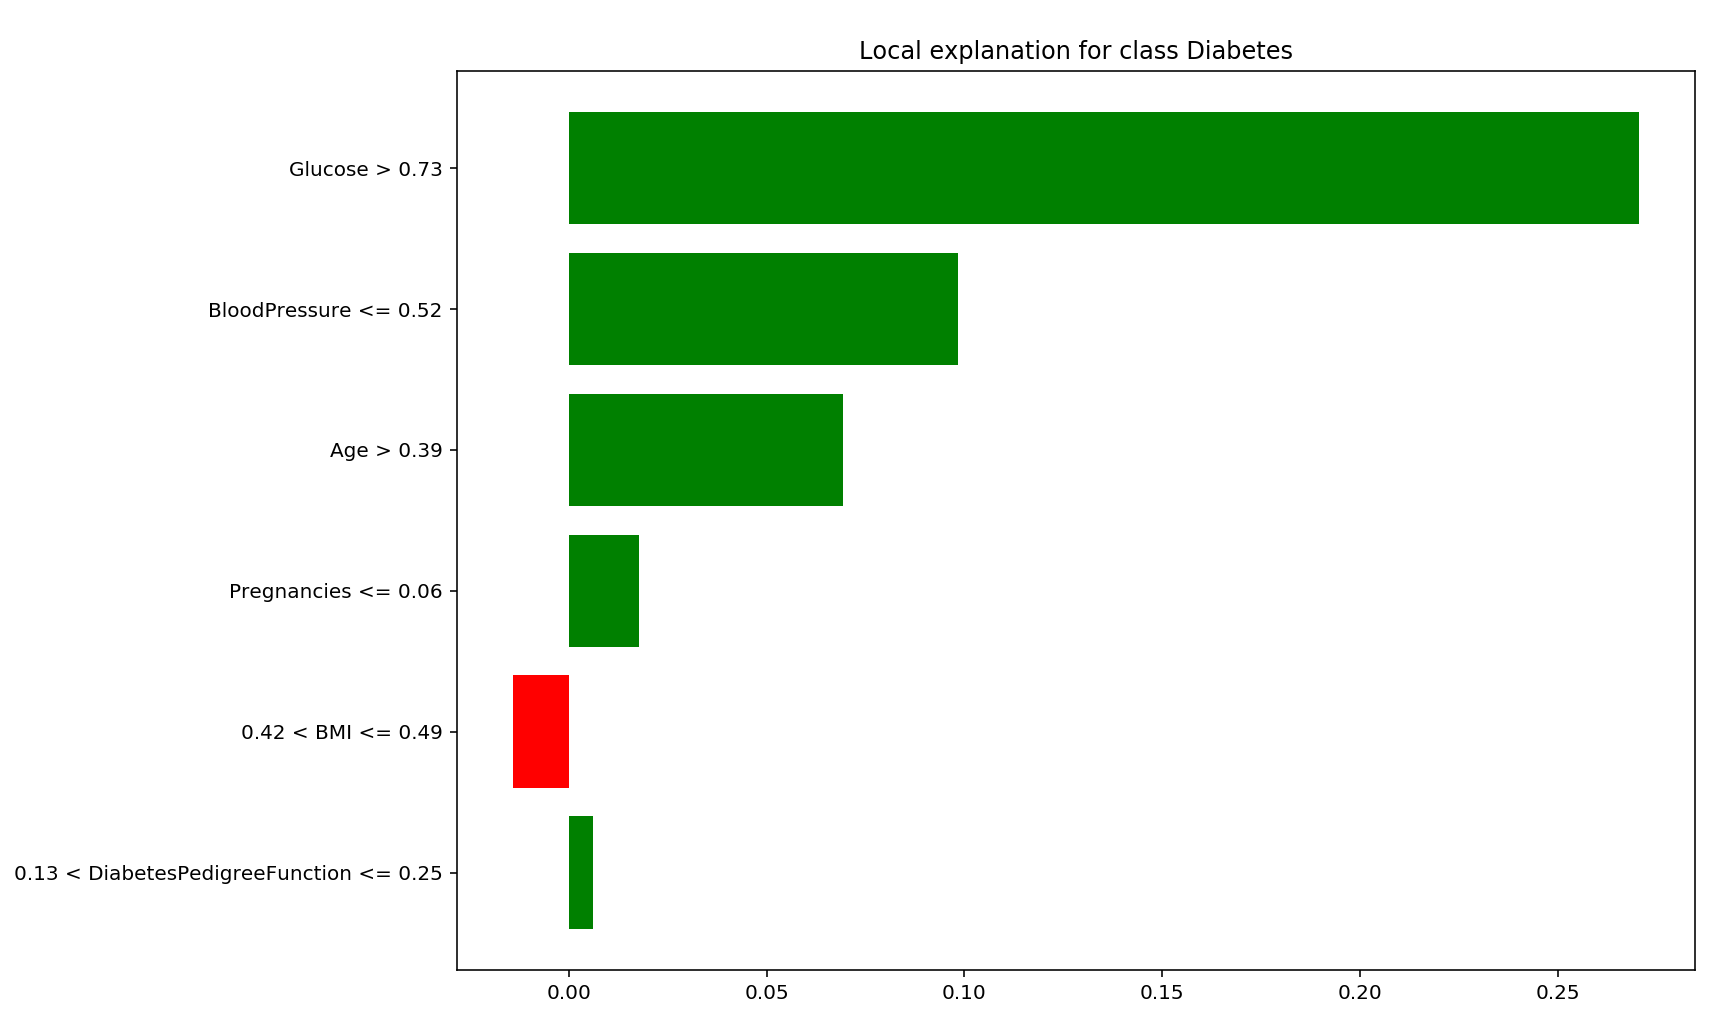 Local explanation for class Diabetes
Glucose > 0.73
BloodPressure <= 0.52
Age > 0.39
Pregnancies <= 0.06
0.42 < BMI <= 0.49
0.13 < DiabetesPedigreeFunction <= 0.25
0.00 0.05 0.10 0.15 0.20 0.25